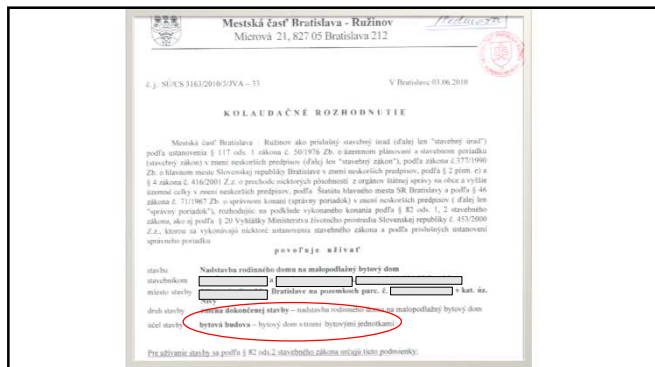 Mestská časť Bratislava - Ružinov
Mierová 21, 827 05 Bratislava 212
č. j.: SÚ/CS 3163/2010/3/JVA – 33
V Bratislave 03.06.2010
K O L A U D A Č N É R O Z H O D N U T I E
Mestská časť Bratislava Ružinov ako príslušný stavebný úrad (ďalej len "stavebný úrad")
podľa ustanovenia § 117 ods. 1 zákona č. 50/1976 Zb. o územnom plánovaní a stavebnom poriadku
(stavebný zákon) v znení neskorších predpisov (ďalej len "stavebný zákon"), podľa zákona č.377/1990
Zb. o hlavnom meste Slovenskej republiky Bratislave v znení neskorších predpisov, podľa § 2 písm. e) a
§ 4 zákona č. 416/2001 Z.z. o prechode niektorých pôsobností z orgánov štátnej správy na obce a vyššie
územné celky v znení neskorších predpisov, podľa Štatútu hlavného mesta SR Bratislavy a podľa § 46
zákona č. 71/1967 Zb. o správnom konaní (správny poriadok) v znení neskorších predpisov ( ďalej len
"správny poriadok), rozhodujúc na podklade vykonaného konania podľa § 82 ods. 1, 2 stavebného
zákona, ako aj podľa § 20 Vyhlášky Ministerstva životného prostredia Slovenskej republiky č. 453/2000
Z.z., ktorou sa vykonávajú niektoré ustanovenia stavebného zákona a podľa príslušných ustanovení
správneho poriadku
p o v o ľ u j e u ž í v a ť
stavbu Nadstavba rodinného domu na malopodlažný bytový dom
stavebníkom a
miesto stavby Bratislave na pozemkoch parc. č. v kat. úz.
Nivy
druh stavby zmena dokončenej stavby – nadstavba rodinného domu na malopodlažný bytový dom
účel stavby bytová budova – bytový dom s tromi bytovými jednotkami
Pre užívanie stavby sa podľa § 82 ods.2 stavebného zákona určujú tieto podmienky: